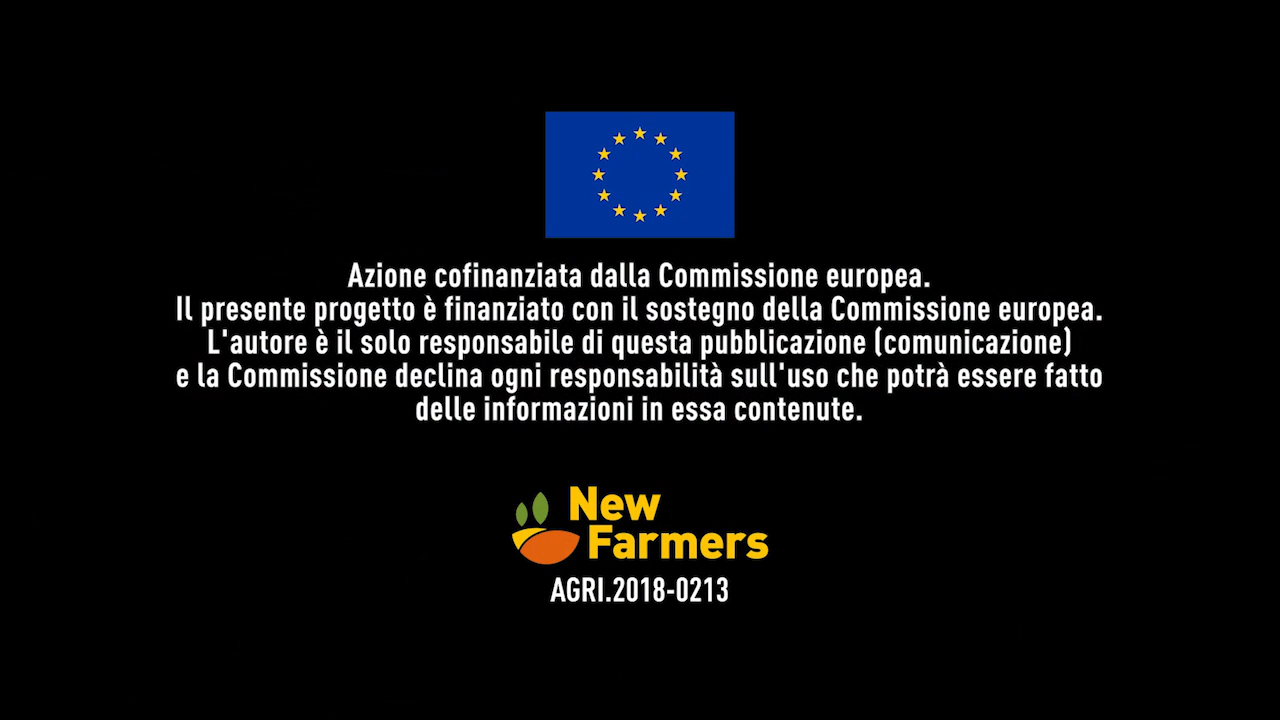 Azione cofinanziata dalla Commissione europea.
Il presente progetto è finanziato con il sostegno della Commissione europea.
L'autore è il solo responsabile di questa pubblicazione (comunicazione)
e la Commissione declina ogni responsabilità sull'uso che potrà essere fatto
delle informazioni in essa contenute.
New
Farmers
AGRI.2018-0213